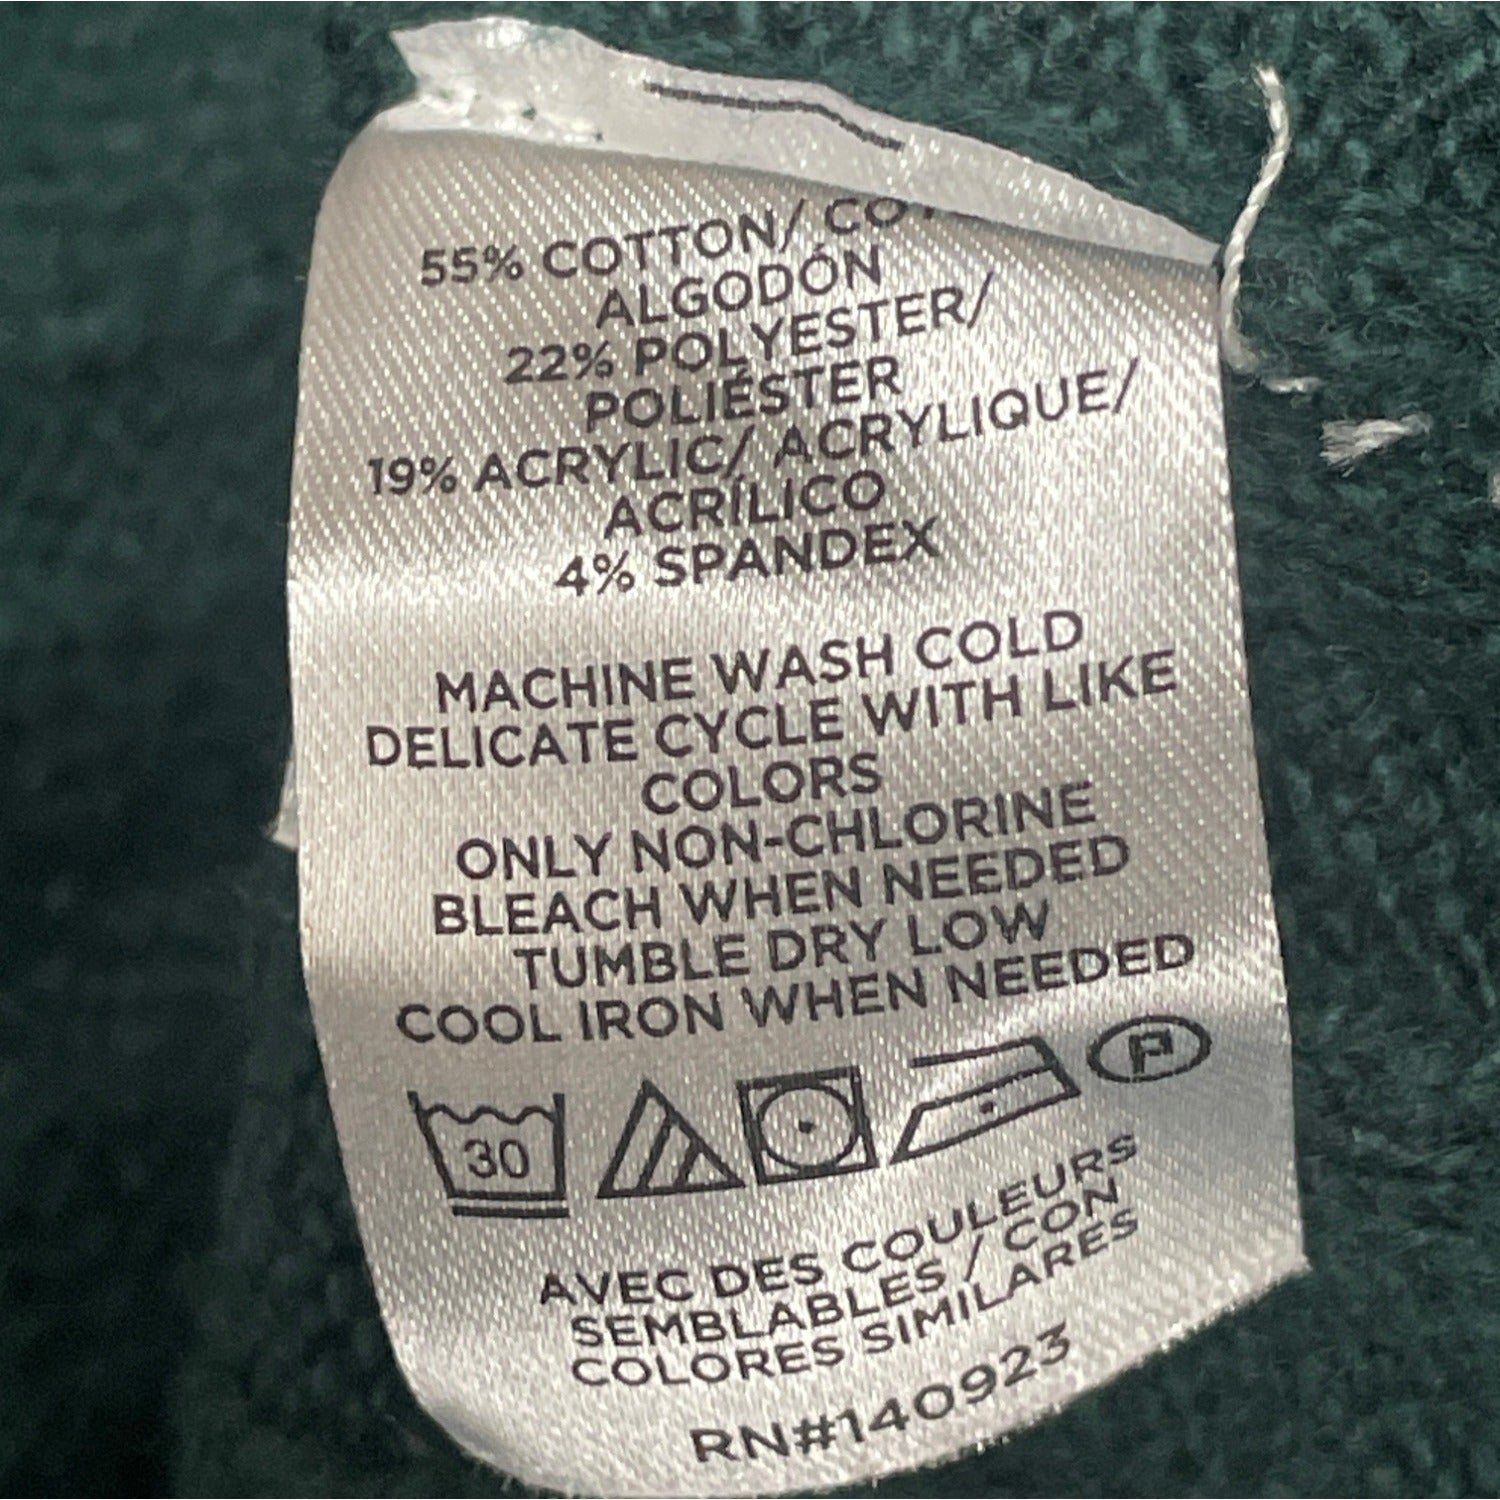 55% COTTON/
ALGODÓN
22% POLYESTER/
POLIÉSTER
19% ACRYLIC/ ACRYLIQUE/
ACRÍLICO
4% SPANDEX
MACHINE WASH COLD
DELICATE CYCLE WITH LIKE
COLORS
ONLY NON-CHLORINE
BLEACH WHEN NEEDED
TUMBLE DRY LOW
COOL IRON WHEN NEEDED
30 P
AVEC DES COULEURS
SEMBLABLES / CON
COLORES SIMILARES
RN#140923